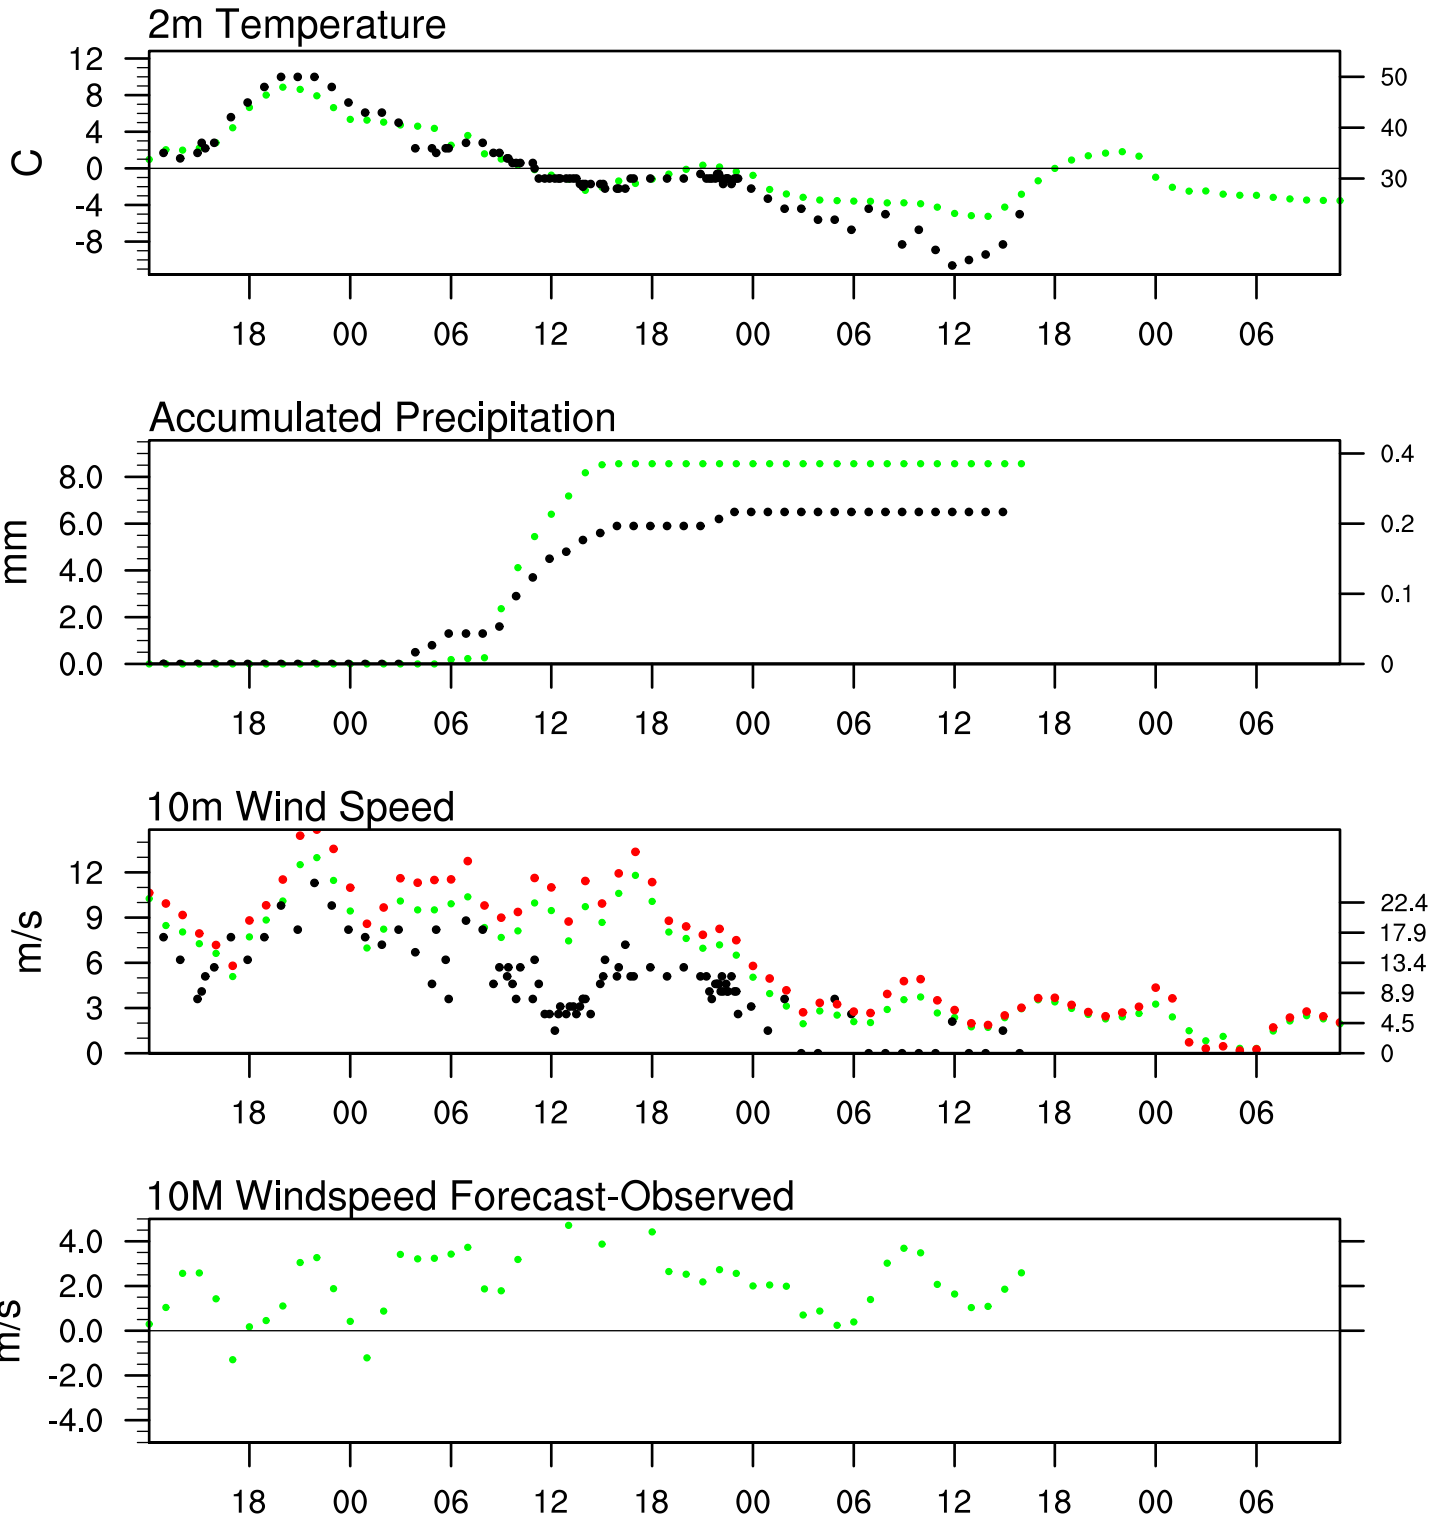 2m Temperature
12
8
4
0
-4
-8
C
50
40
30
18 00 06 12 18 00 06 12 18 00 06
Accumulated Precipitation
8.0
6.0
4.0
2.0
0.0
mm
0.4
0.2
0.1
0
18 00 06 12 18 00 06 12 18 00 06
10m Wind Speed
12
9
6
3
0
m/s
22.4
17.9
13.4
8.9
4.5
0
18 00 06 12 18 00 06 12 18 00 06
10M Windspeed Forecast-Observed
4.0
2.0
0.0
-2.0
-4.0
m/s
18 00 06 12 18 00 06 12 18 00 06